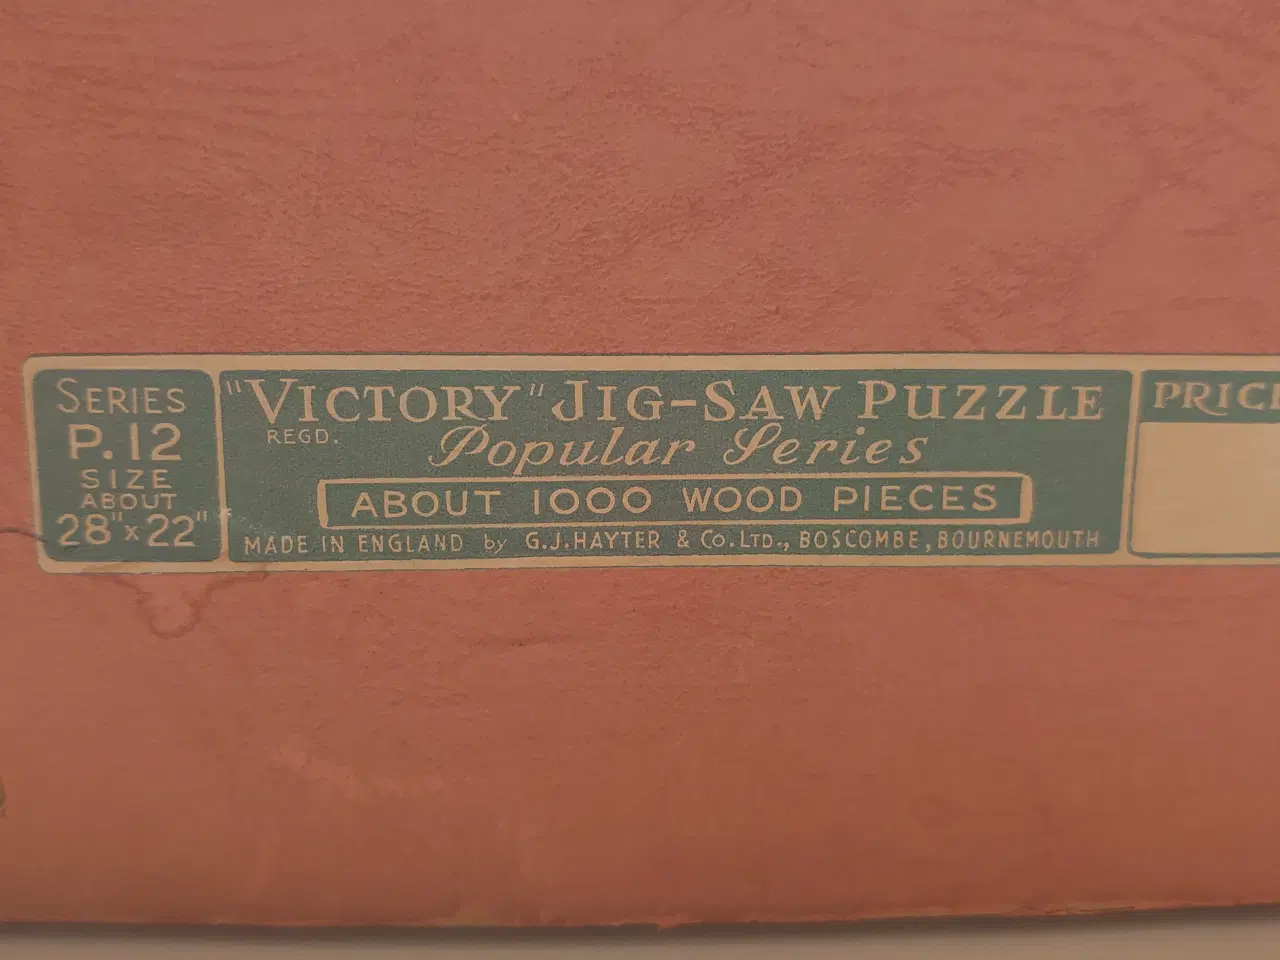 SERIES
P.12
SIZE
ABOUT
28" x 22"
"VICTORY" JIG-SAW PUZZLE
REGD.
Popular Series
ABOUT 1000 WOOD PIECES
MADE IN ENGLAND by G.J.HAYTER & Co.LTD., BOSCOMBE, BOURNEMOUTH